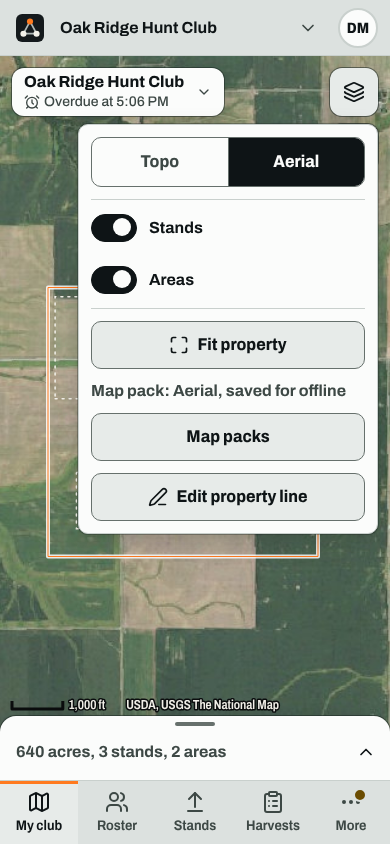 Oak Ridge Hunt Club
DM
Oak Ridge Hunt Club
Overdue at 5:06 PM
Topo
Aerial
Stands
Areas
Fit property
Map pack: Aerial, saved for offline
Map packs
Edit property line
1,000 ft
USDA, USGS The National Map
640 acres, 3 stands, 2 areas
My club
Roster
Stands
Harvests
More